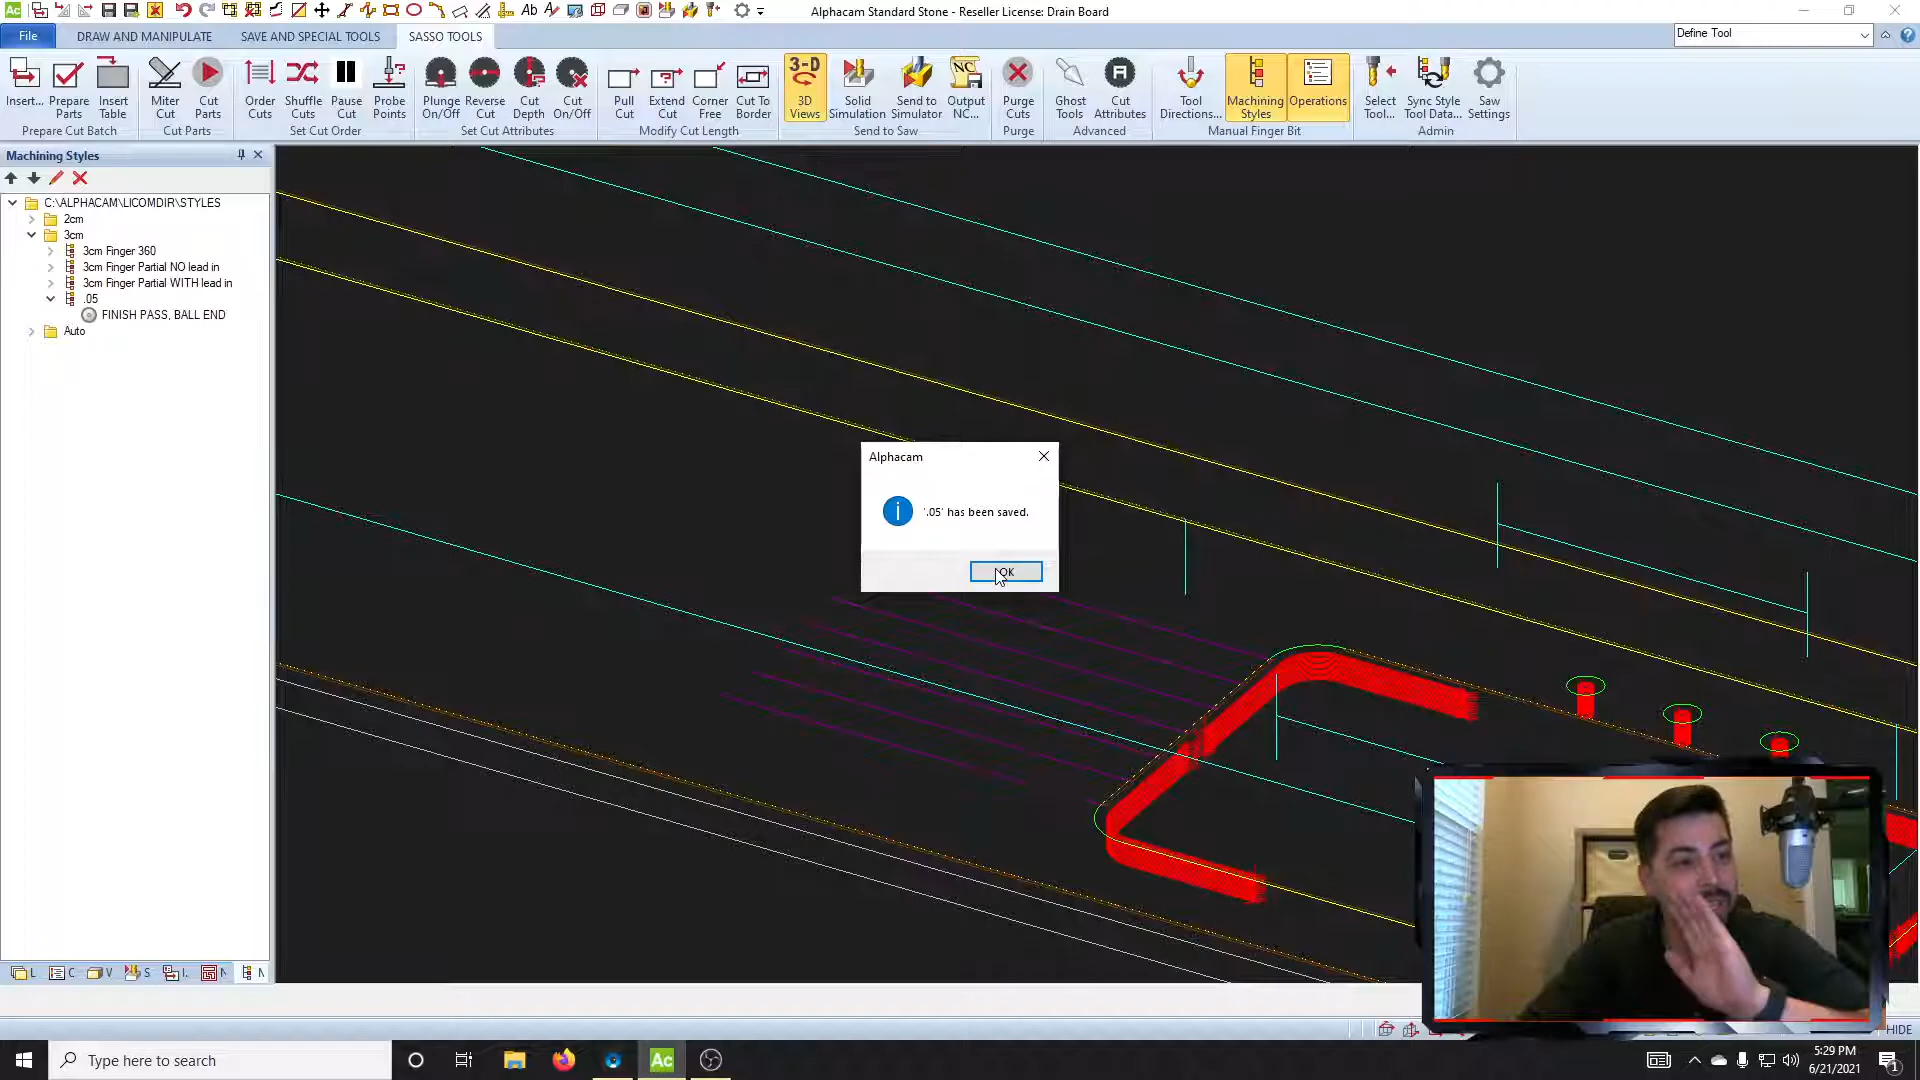 Ab
Alphacam Standard Stone - Reseller License: Drain Board
File
DRAW AND MANIPULATE
SAVE AND SPECIAL TOOLS
SASSO TOOLS
Define Tool
Insert...
Prepare Parts
Insert Table
Prepare Cut Batch
Miter Cut
Cut Parts
Cut Parts
Order Cuts
Shuffle Cuts
Pause Cut
Probe Points
Set Cut Order
Plunge On/Off
Reverse Cut
Cut Depth
Cut On/Off
Set Cut Attributes
Pull Cut
Extend Cut
Corner Free
Cut To Border
Modify Cut Length
3-D
3D Views
Solid Simulation
Send to Simulator
NC
Output NC...
Send to Saw
Purge Cuts
Purge
Ghost Tools
Cut Attributes
Advanced
Tool Directions...
Machining Styles
Operations
Manual Finger Bit
Select Tool...
Sync Style Tool Data...
Saw Settings
Admin
Machining Styles
C:\ALPHACAM\LICOMDIR\STYLES
2cm
3cm
3cm Finger 360
3cm Finger Partial NO lead in
3cm Finger Partial WITH lead in
.05
FINISH PASS, BALL END
Auto
Alphacam
'.05' has been saved.
OK
L
C
V
S
HIDE
Type here to search
Ac
5:29 PM
6/21/2021
1